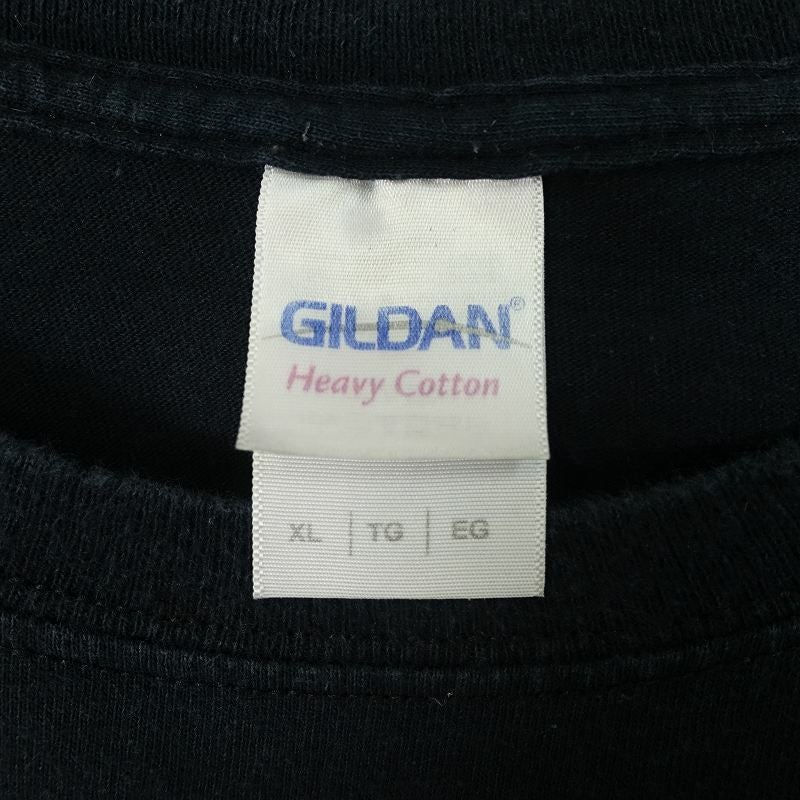 GILDAN®
Heavy Cotton
XL | TG | EG